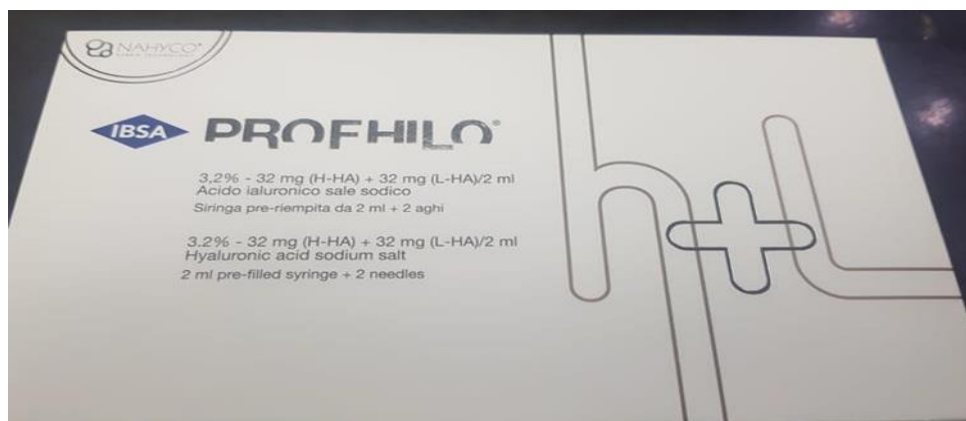 NAHYCO®
IBSA PROFHILO®
3,2% - 32 mg (H-HA) + 32 mg (L-HA)/2 ml
Acido ialuronico sale sodico
Siringa pre-riempita da 2 ml + 2 aghi
3.2% - 32 mg (H-HA) + 32 mg (L-HA)/2 ml
Hyaluronic acid sodium salt
2 ml pre-filled syringe + 2 needles
h+L